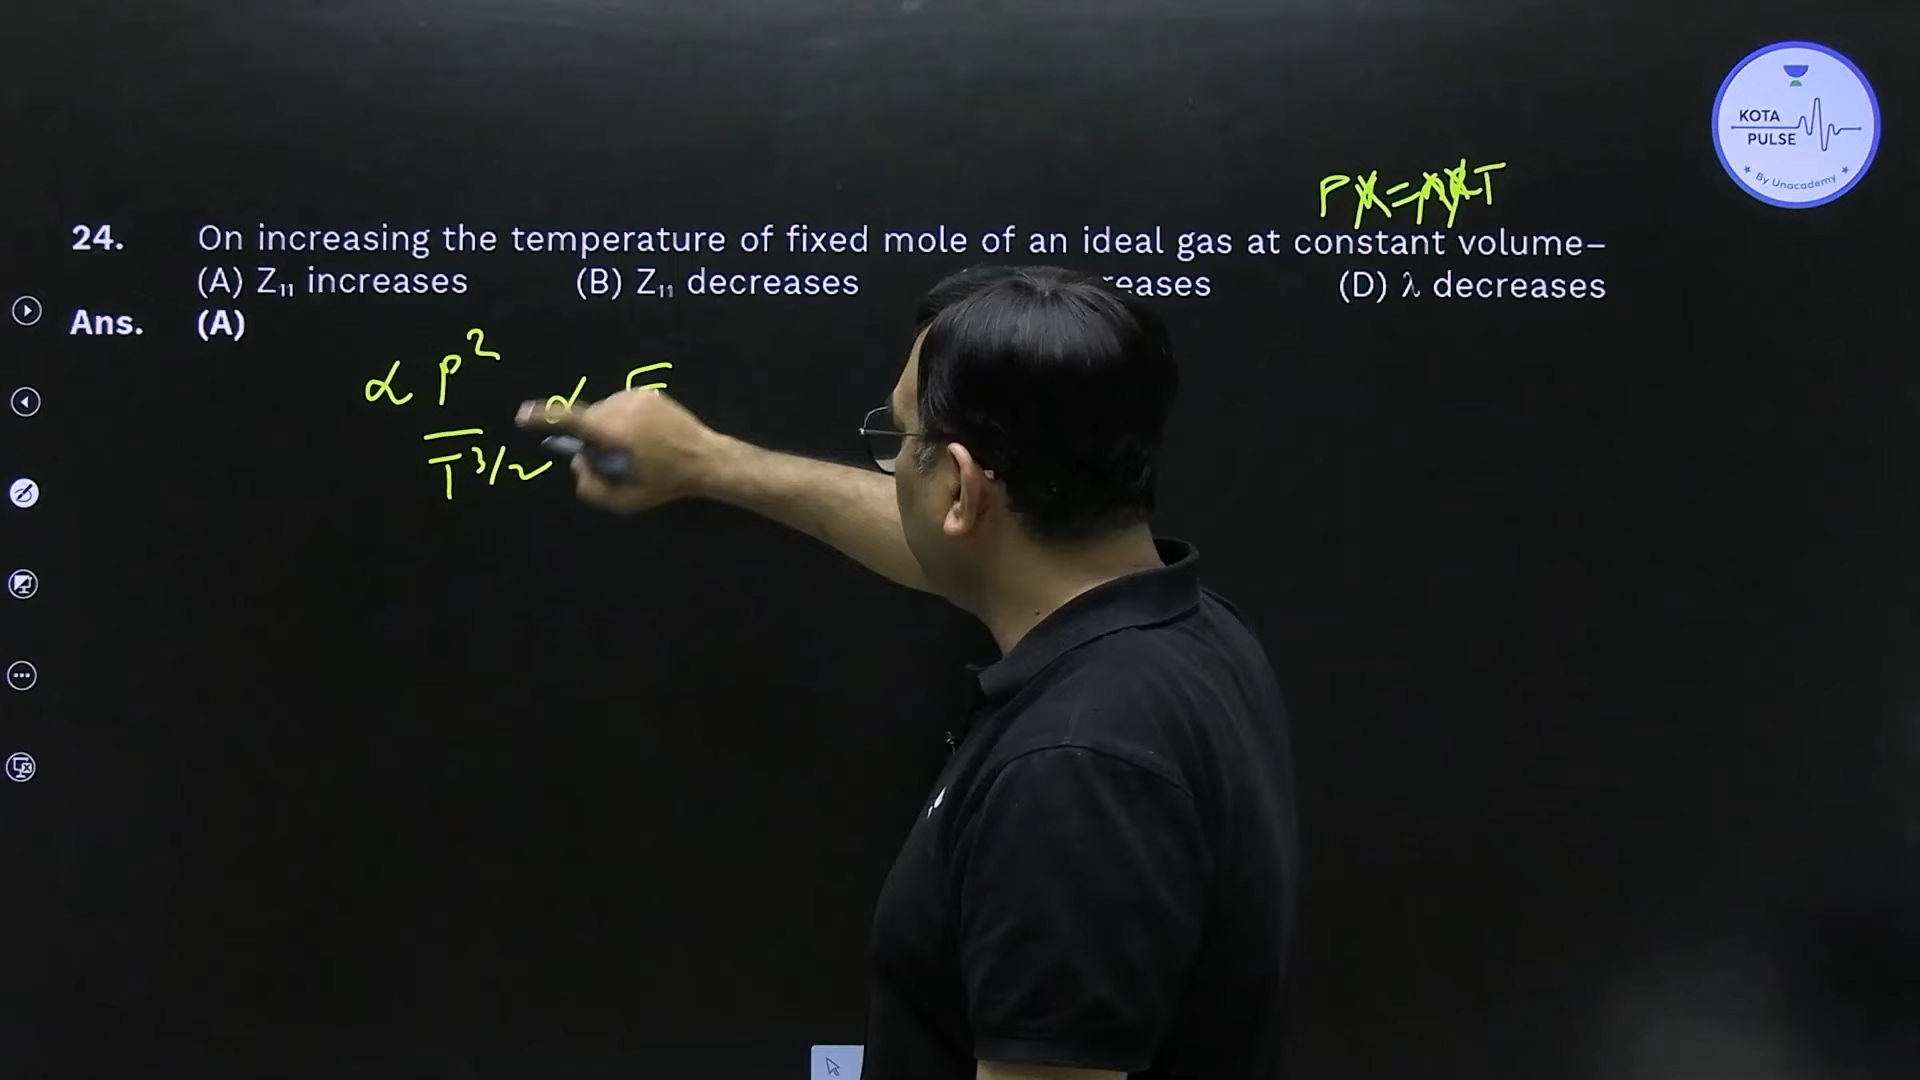 KOTA
PULSE
By Unacademy
PV=nRT
24. On increasing the temperature of fixed mole of an ideal gas at constant volume–
(A) Z₁₁ increases (B) Z₁₁ decreases (D) λ decreases
Ans. (A)
∝ P²
T³/²
∝